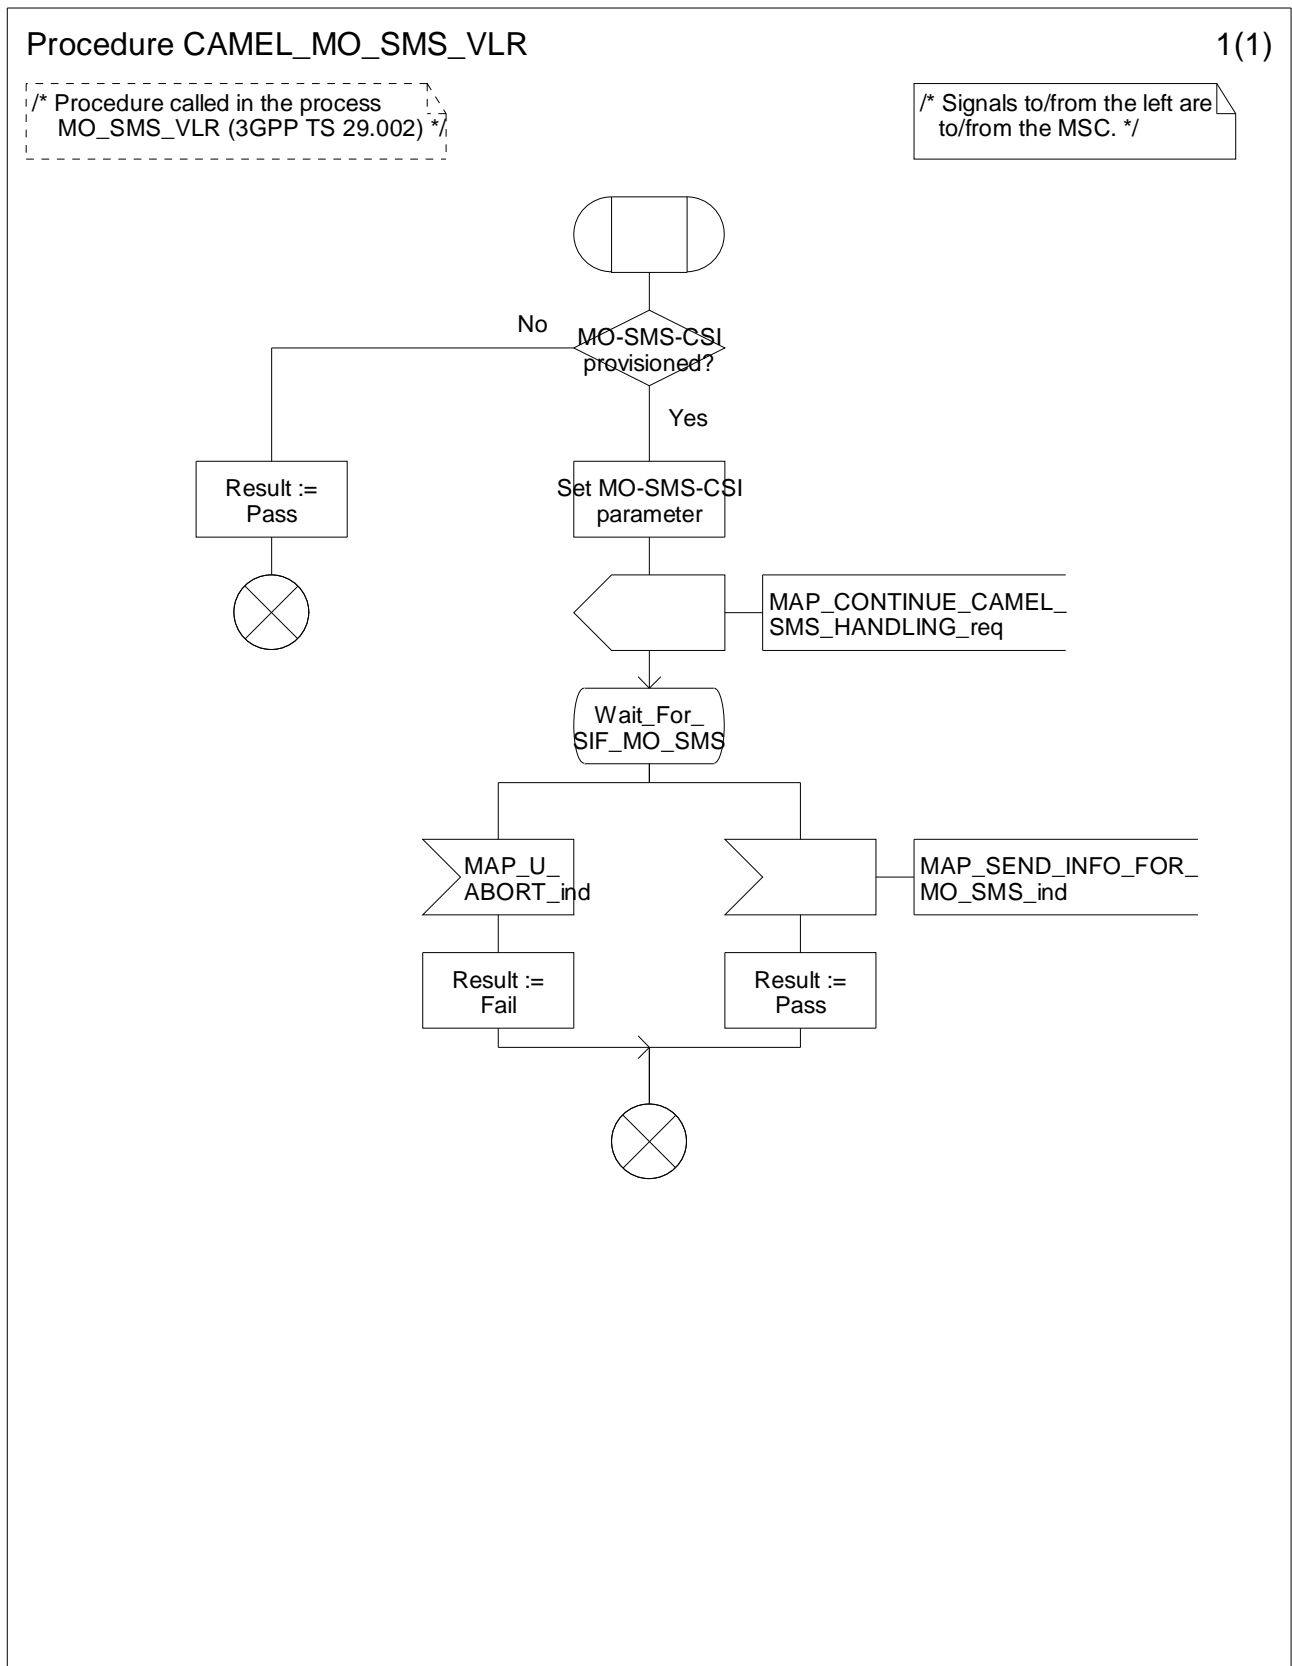 Procedure CAMEL_MO_SMS_VLR
1(1)
/* Procedure called in the process
MO_SMS_VLR (3GPP TS 29.002) */
/* Signals to/from the left are
to/from the MSC. */
No
MO-SMS-CSI
provisioned?
Yes
Result :=
Pass
Set MO-SMS-CSI
parameter
MAP_CONTINUE_CAMEL_
SMS_HANDLING_req
Wait_For_
SIF_MO_SMS
MAP_U_
ABORT_ind
MAP_SEND_INFO_FOR_
MO_SMS_ind
Result :=
Fail
Result :=
Pass